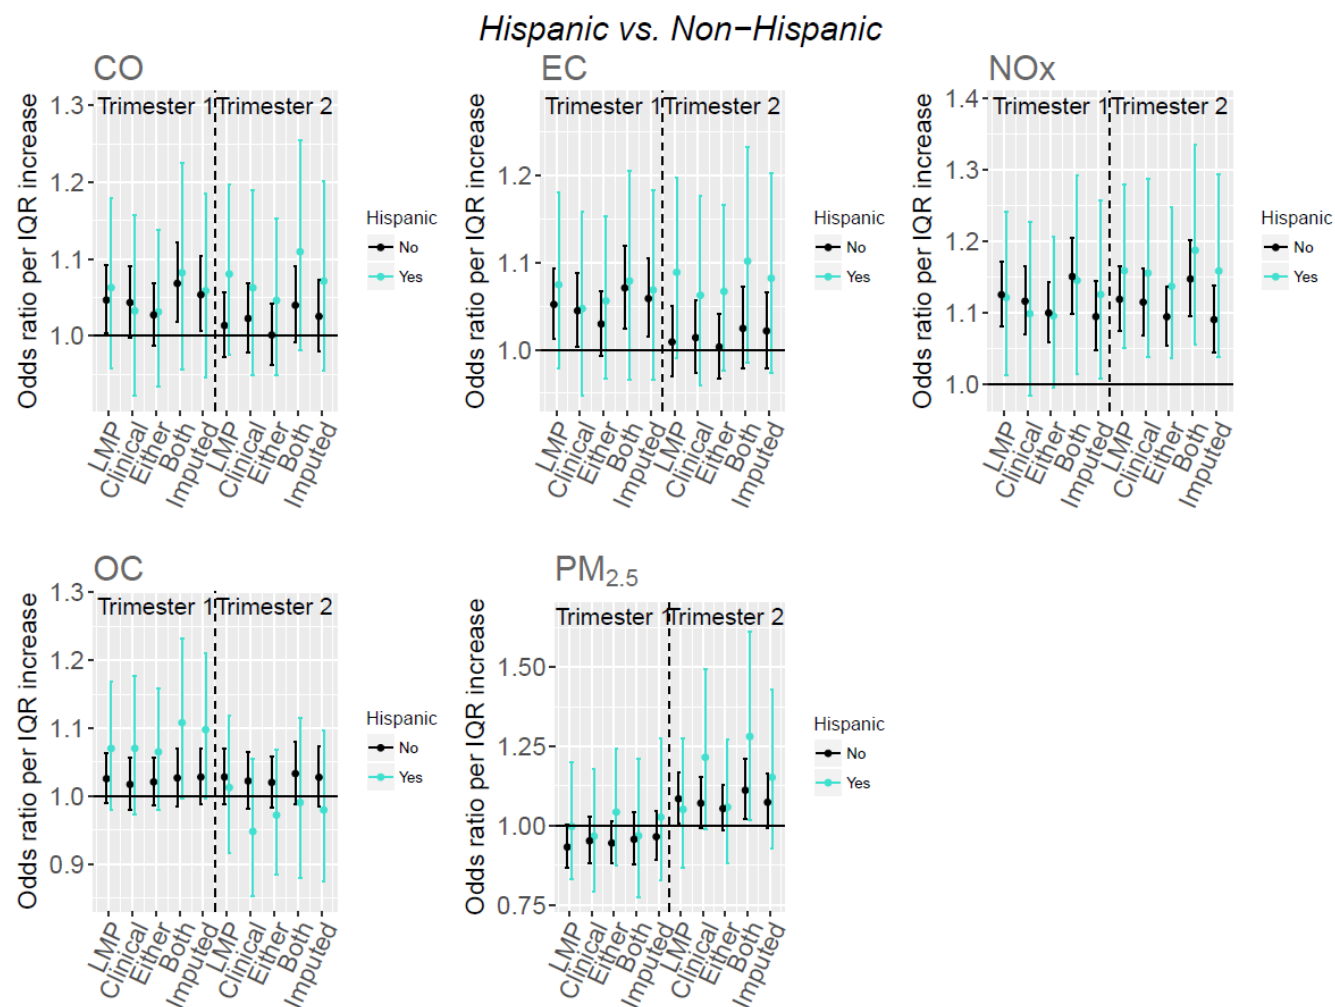 Hispanic vs. Non−Hispanic
CO
Odds ratio per IQR increase
1.3
1.2
1.1
1.0
Trimester 1
Trimester 2
LMP
Clinical
Either
Both
Imputed
LMP
Clinical
Either
Both
Imputed
Hispanic
No
Yes
EC
Odds ratio per IQR increase
1.2
1.1
1.0
Trimester 1
Trimester 2
LMP
Clinical
Either
Both
Imputed
LMP
Clinical
Either
Both
Imputed
Hispanic
No
Yes
NOx
Odds ratio per IQR increase
1.4
1.3
1.2
1.1
1.0
Trimester 1
Trimester 2
LMP
Clinical
Either
Both
Imputed
LMP
Clinical
Either
Both
Imputed
Hispanic
No
Yes
OC
Odds ratio per IQR increase
1.3
1.2
1.1
1.0
0.9
Trimester 1
Trimester 2
LMP
Clinical
Either
Both
Imputed
LMP
Clinical
Either
Both
Imputed
Hispanic
No
Yes
PM2.5
Odds ratio per IQR increase
1.50
1.25
1.00
0.75
Trimester 1
Trimester 2
LMP
Clinical
Either
Both
Imputed
LMP
Clinical
Either
Both
Imputed
Hispanic
No
Yes